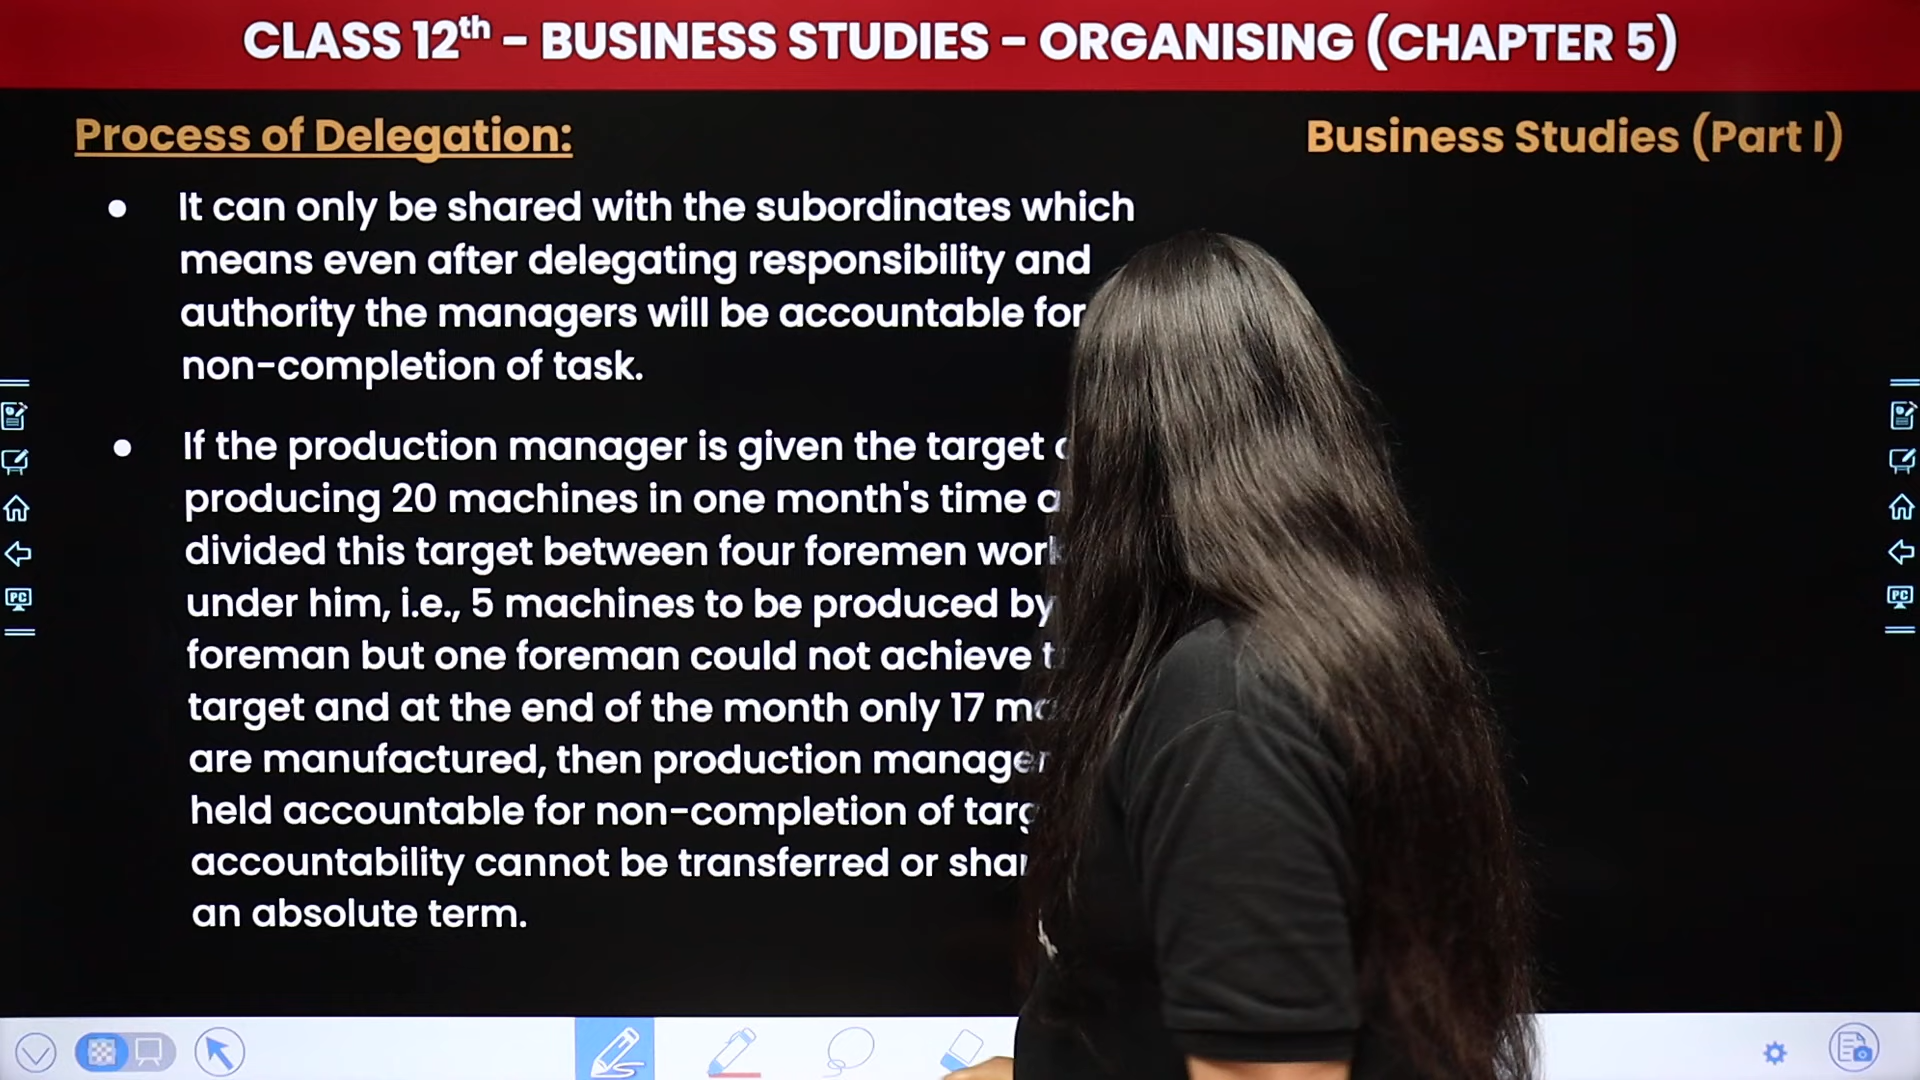 CLASS 12th - BUSINESS STUDIES - ORGANISING (CHAPTER 5)
Process of Delegation:
Business Studies (Part I)
• It can only be shared with the subordinates which
means even after delegating responsibility and
authority the managers will be accountable for
non-completion of task.
• If the production manager is given the target
producing 20 machines in one month's time
divided this target between four foremen
under him, i.e., 5 machines to be produced by
foreman but one foreman could not achieve
target and at the end of the month only 17
are manufactured, then production manager
held accountable for non-completion of
accountability cannot be transferred or
an absolute term.
PC
PC